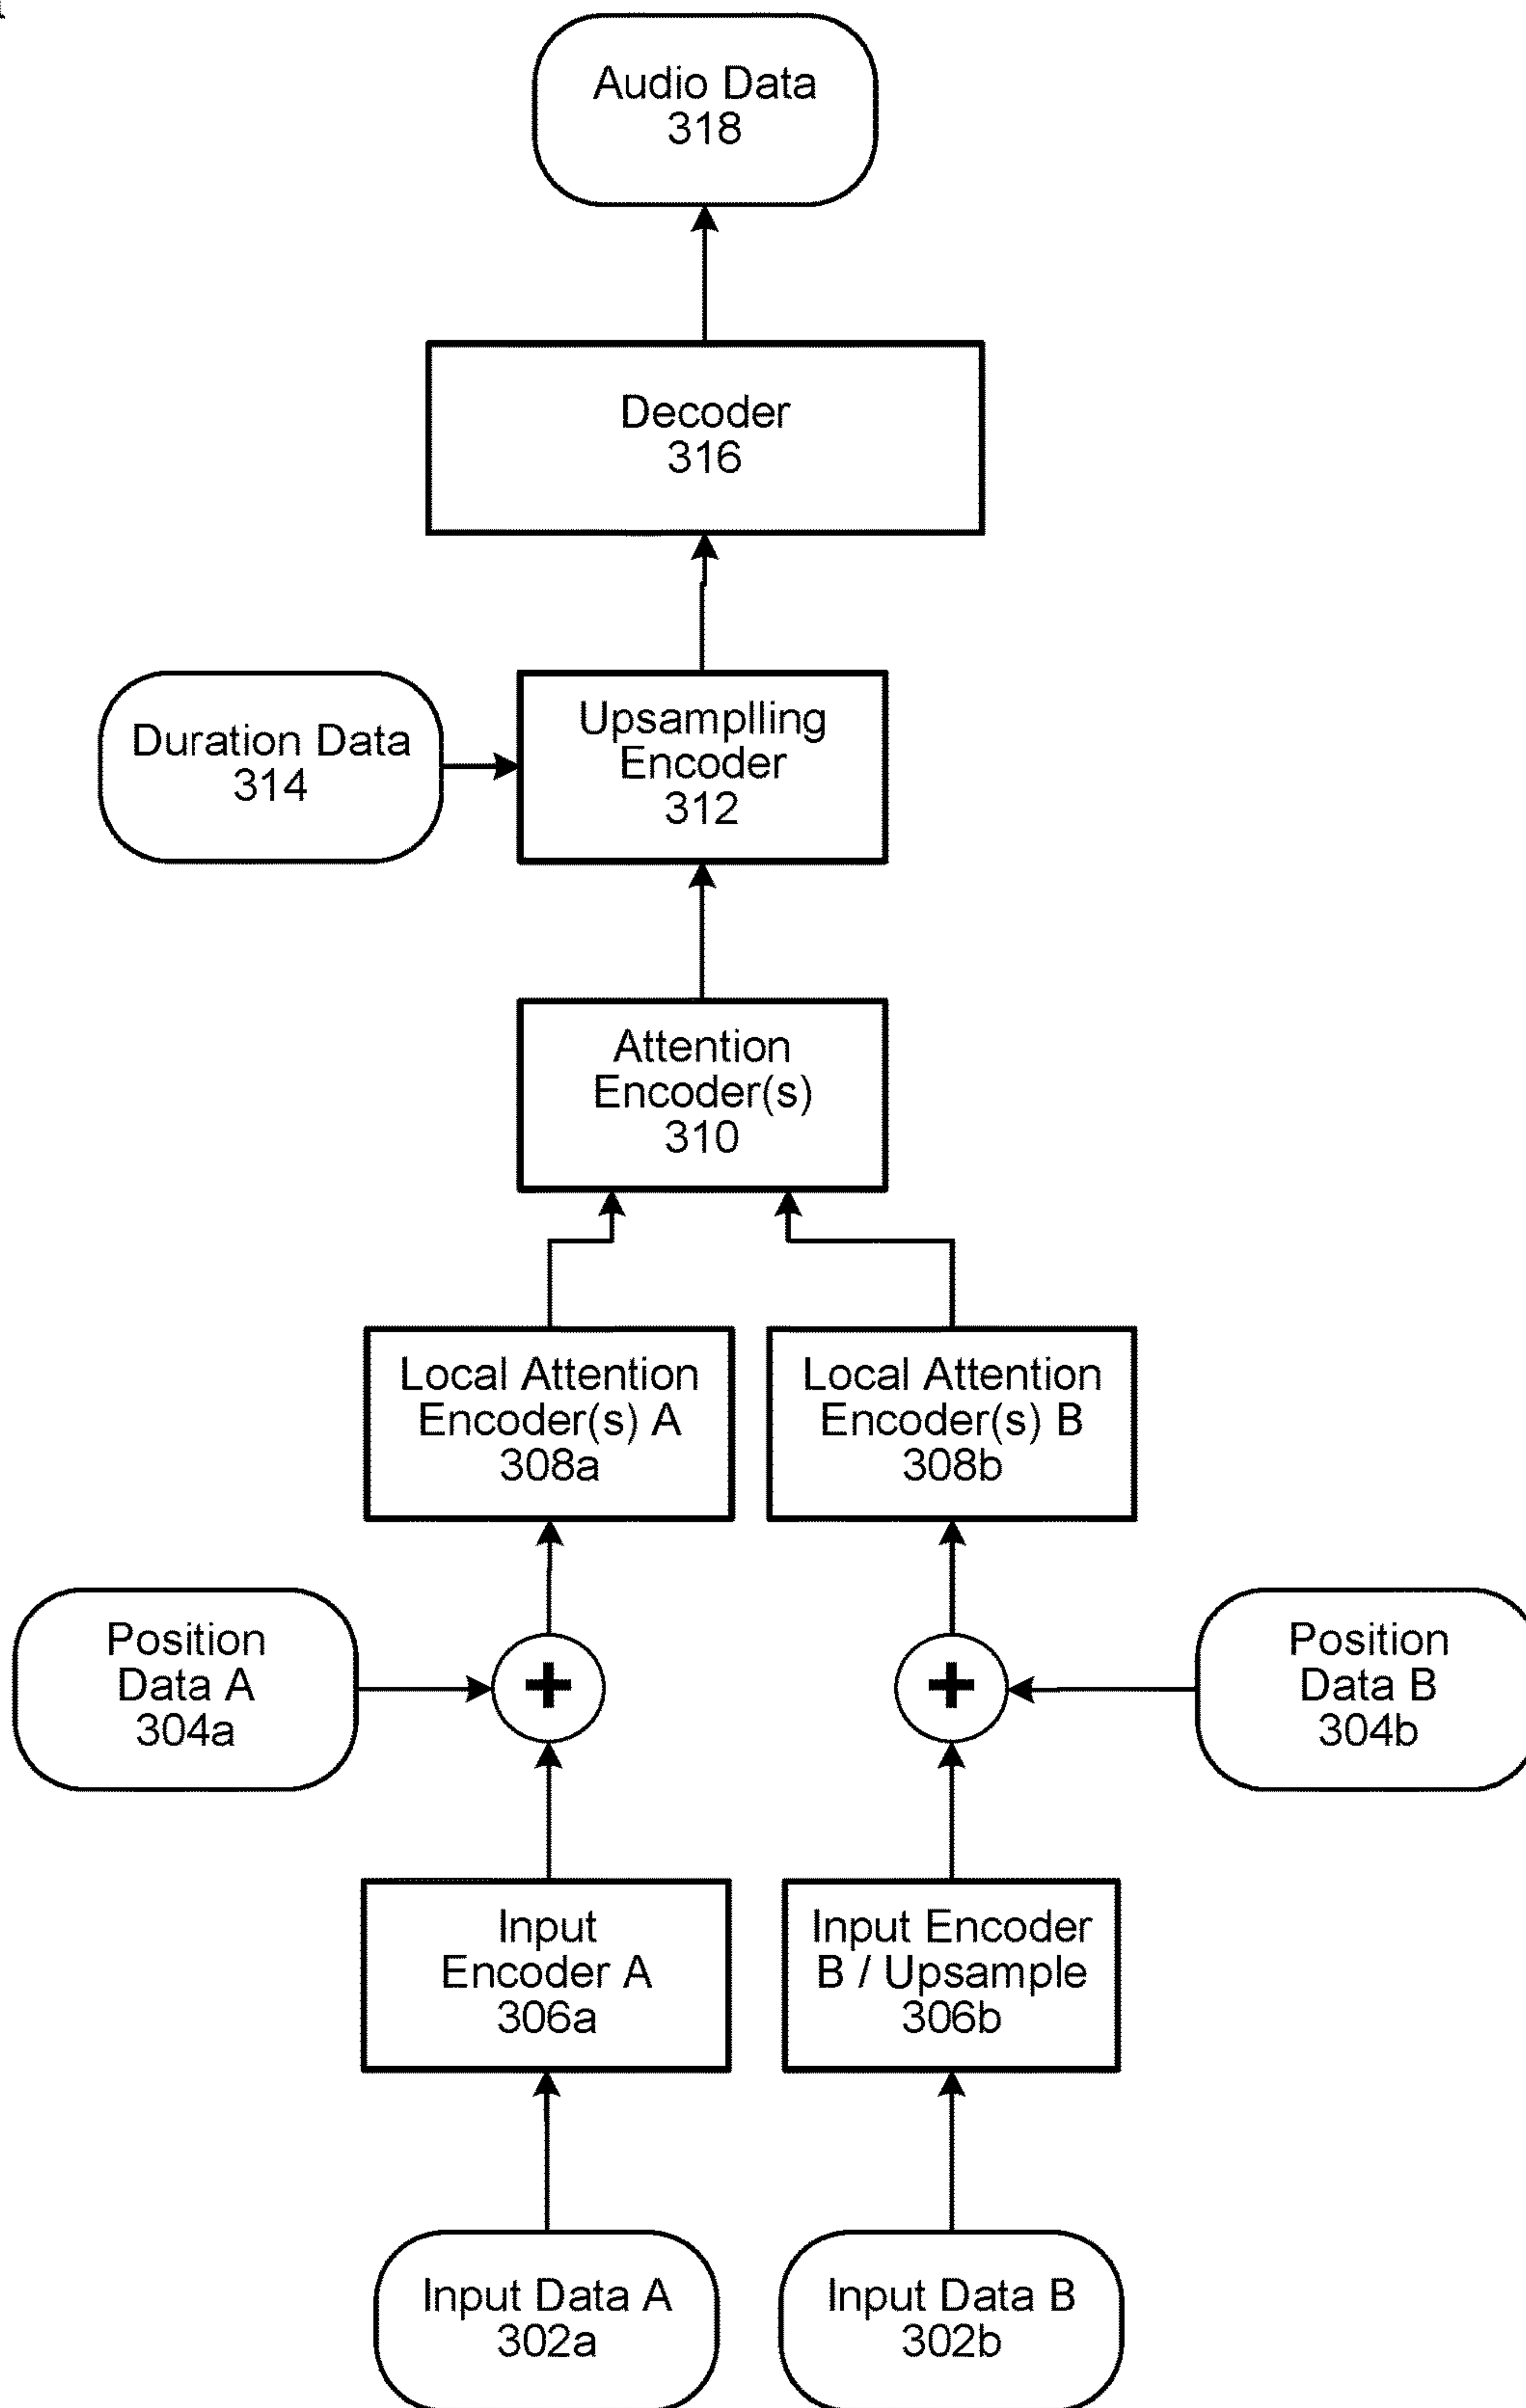 Audio Data
318
Decoder
316
Duration Data
314
Upsamplling
Encoder
312
Attention
Encoder(s)
310
Local Attention
Encoder(s) A
308a
Local Attention
Encoder(s) B
308b
Position
Data A
304a
+
+
Position
Data B
304b
Input
Encoder A
306a
Input Encoder
B / Upsample
306b
Input Data A
302a
Input Data B
302b